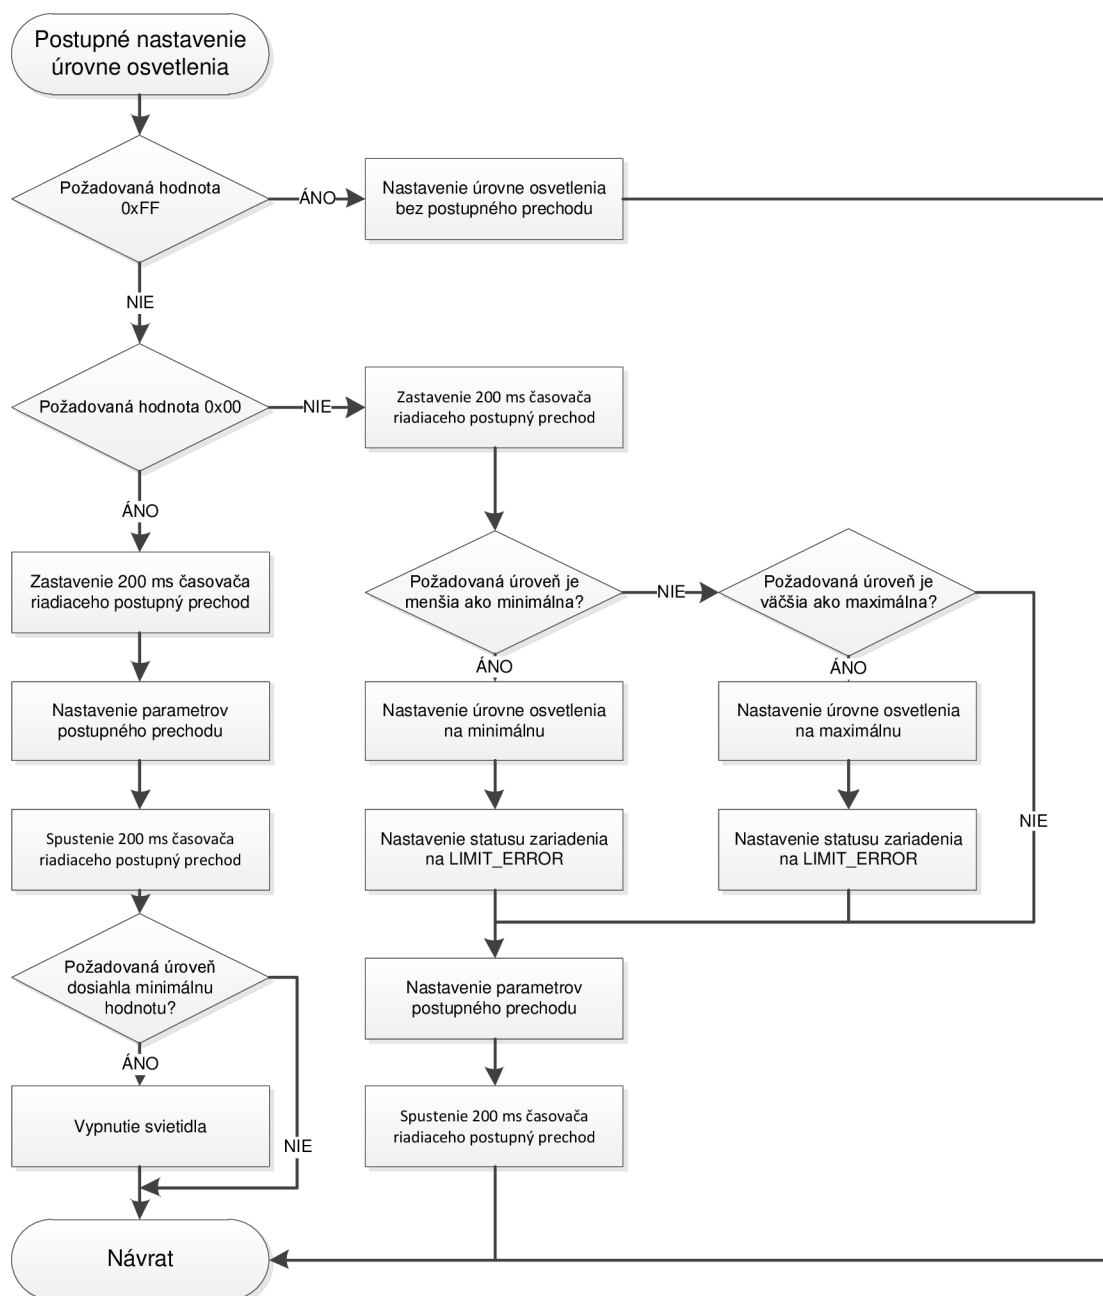 Postupné nastavenie
úrovne osvetlenia
Požadovaná hodnota
0xFF
ÁNO
Nastavenie úrovne osvetlenia
bez postupného prechodu
NIE
Požadovaná hodnota 0x00
NIE
Zastavenie 200 ms časovača
riadiaceho postupný prechod
ÁNO
Zastavenie 200 ms časovača
riadiaceho postupný prechod
Požadovaná úroveň je
menšia ako minimálna?
NIE
Požadovaná úroveň je
väčšia ako maximálna?
ÁNO
ÁNO
Nastavenie parametrov
postupného prechodu
Nastavenie úrovne osvetlenia
na minimálnu
Nastavenie úrovne osvetlenia
na maximálnu
NIE
Spustenie 200 ms časovača
riadiaceho postupný prechod
Nastavenie statusu zariadenia
na LIMIT_ERROR
Nastavenie statusu zariadenia
na LIMIT_ERROR
Požadovaná úroveň
dosiahla minimálnu
hodnotu?
Nastavenie parametrov
postupného prechodu
ÁNO
Vypnutie svietidla
NIE
Spustenie 200 ms časovača
riadiaceho postupný prechod
Návrat